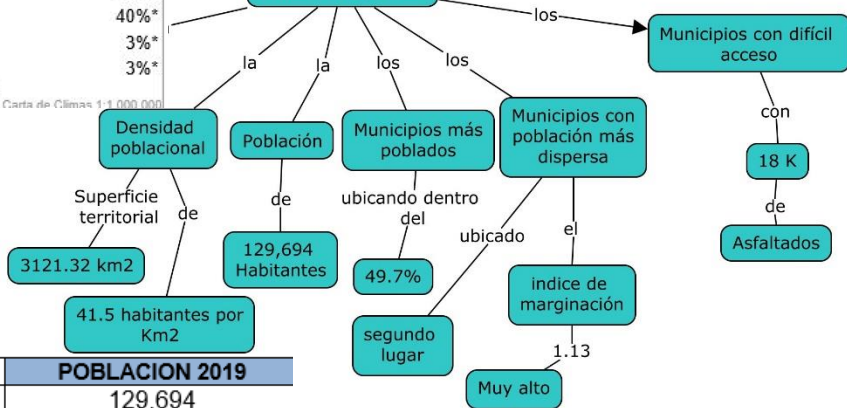 40%*
3%*
3%*
Carta de Climas 1:1 000 000
los
Municipios con difícil
acceso
con
18 K
de
Asfaltados
la
la
los
los
Densidad
poblacional
Población
Municipios más
poblados
Municipios con
población más
dispersa
Superficie
territorial
de
de
ubicando dentro
del
ubicado
el
3121.32 km2
129,694
Habitantes
49.7%
indice de
marginación
41.5 habitantes por
Km2
segundo
lugar
1.13
Muy alto
POBLACION 2019
129,694